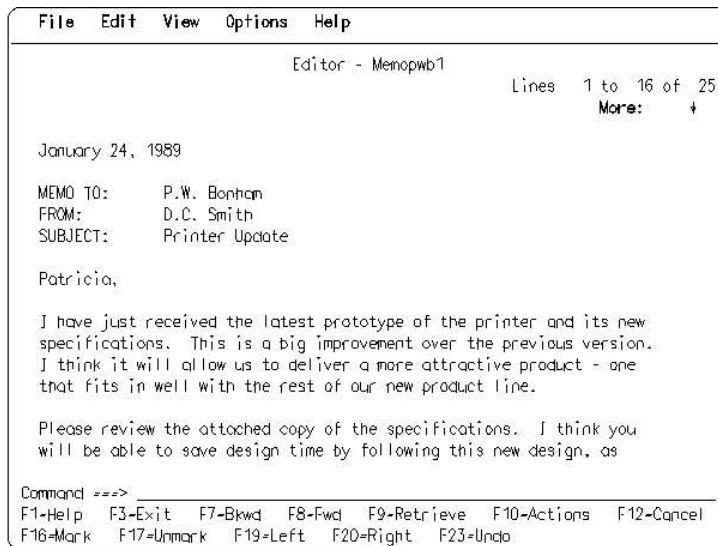 File Edit View Options Help
Editor - Memopwb1
Lines 1 to 16 of 25
More: ↓
January 24, 1989
MEMO TO: P.W. Bonham
FROM: D.C. Smith
SUBJECT: Printer Update
Patricia,
I have just received the latest prototype of the printer and its new
specifications. This is a big improvement over the previous version.
I think it will allow us to deliver a more attractive product - one
that fits in well with the rest of our new product line.
Please review the attached copy of the specifications. I think you
will be able to save design time by following this new design, as
Command ===> ________
F1=Help F3=Exit F7=Bkwd F8=Fwd F9=Retrieve F10=Actions F12=Cancel
F16=Mark F17=Unmark F19=Left F20=Right F23=Undo